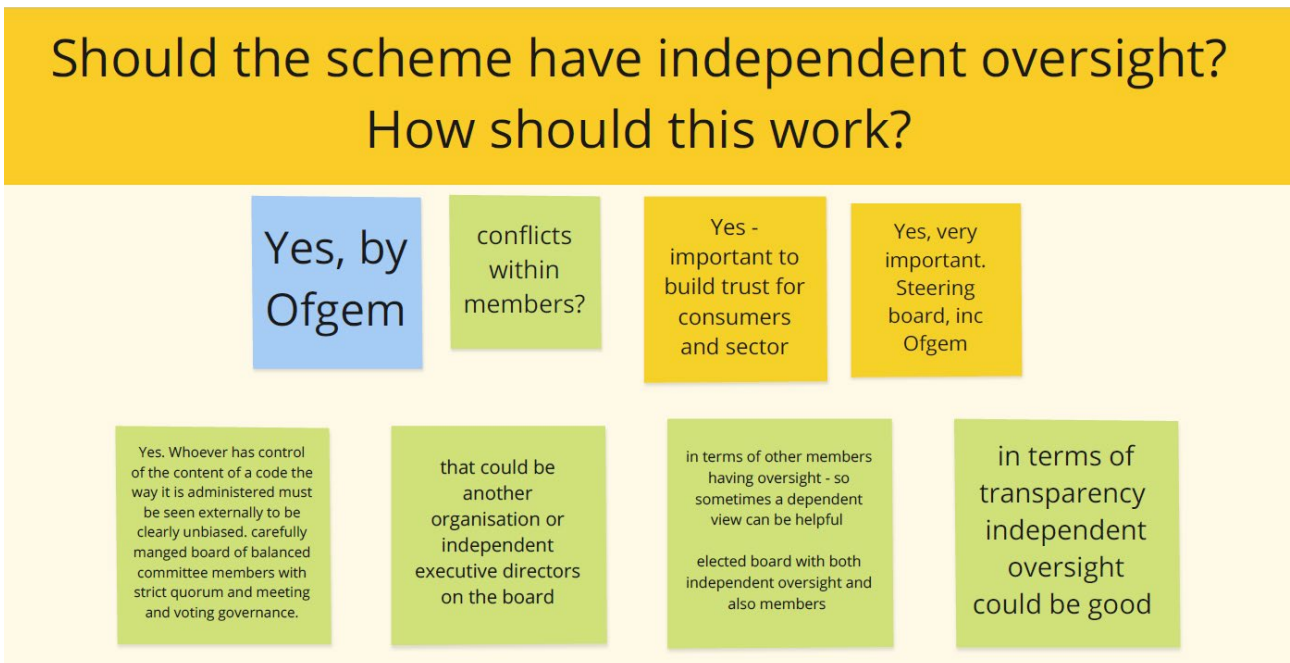 Should the scheme have independent oversight?
How should this work?
Yes, by
Ofgem
conflicts
within
members?
Yes -
important to
build trust for
consumers
and sector
Yes, very
important.
Steering
board, inc
Ofgem
Yes. Whoever has control
of the content of a code the
way it is administered must
be seen externally to be
clearly unbiased. carefully
manged board of balanced
committee members with
strict quorum and meeting
and voting governance.
that could be
another
organisation or
independent
executive directors
on the board
in terms of other members
having oversight - so
sometimes a dependent
view can be helpful
elected board with both
independent oversight and
also members
in terms of
transparency
independent
oversight
could be good